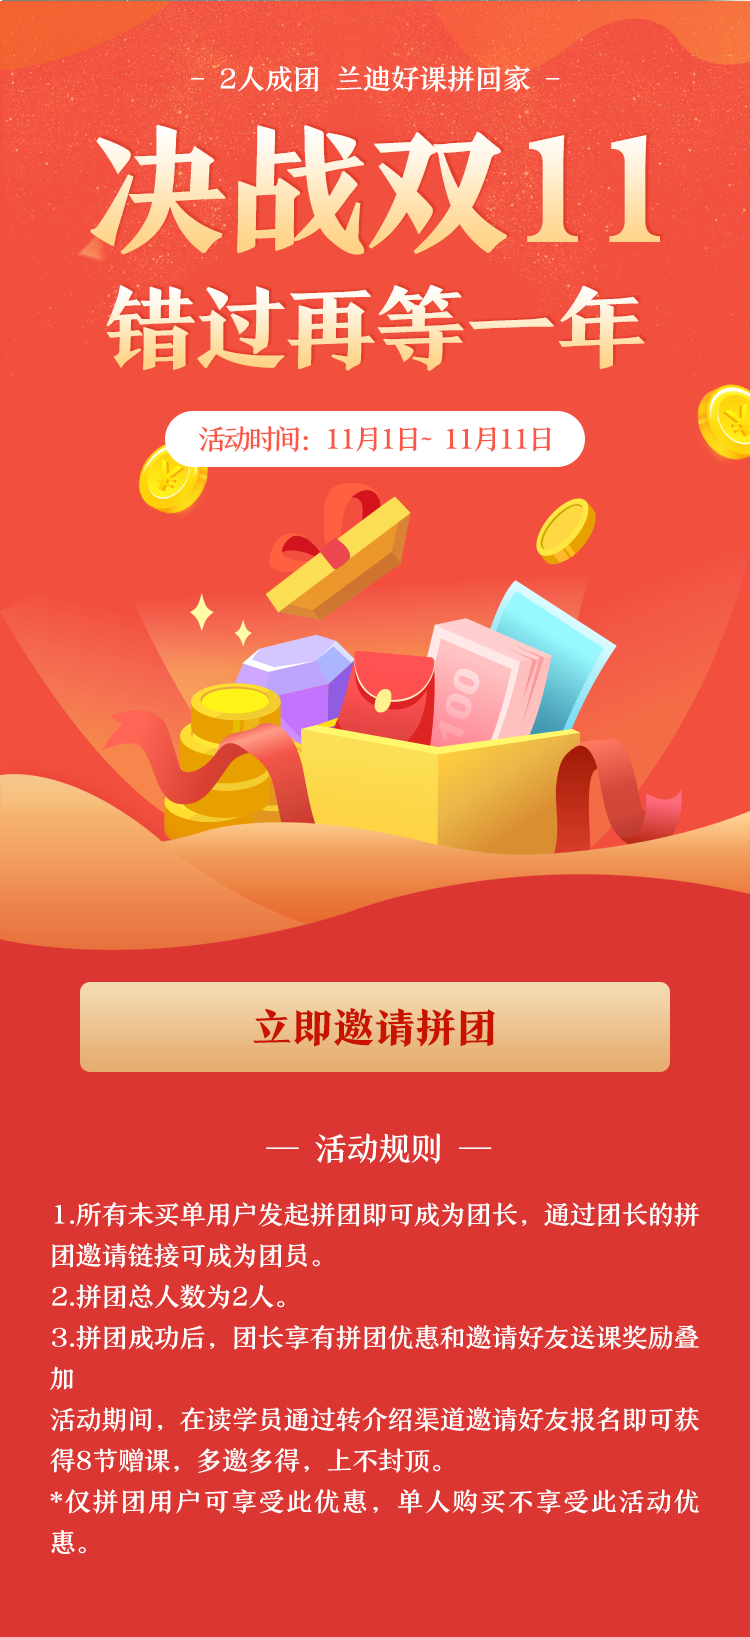 - 2人成团 兰迪好课拼回家 -
决战双11
错过再等一年
活动时间：11月1日~ 11月11日
100
立即邀请拼团
— 活动规则 —
1.所有未买单用户发起拼团即可成为团长，通过团长的拼
团邀请链接可成为团员。
2.拼团总人数为2人。
3.拼团成功后，团长享有拼团优惠和邀请好友送课奖励叠
加
活动期间，在读学员通过转介绍渠道邀请好友报名即可获
得8节赠课，多邀多得，上不封顶。
*仅拼团用户可享受此优惠，单人购买不享受此活动优
惠。